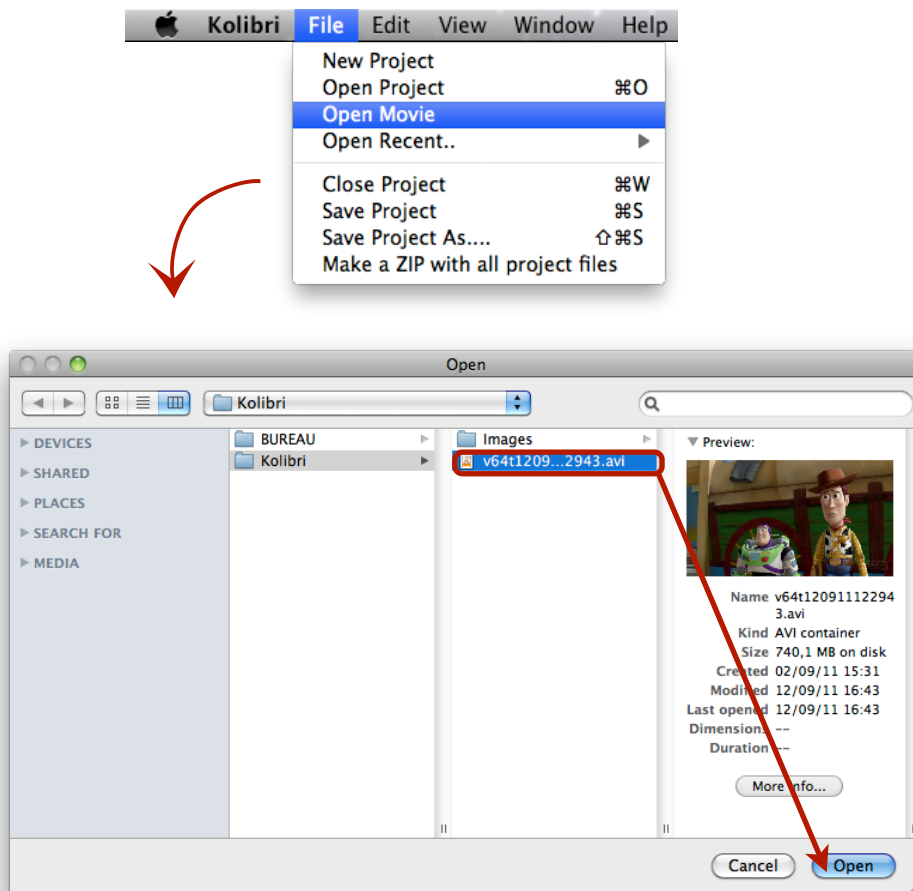 Kolibri File Edit View Window Help
New Project
Open Project ⌘O
Open Movie
Open Recent..
Close Project ⌘W
Save Project ⌘S
Save Project As.... ⇧⌘S
Make a ZIP with all project files
Open
Kolibri
DEVICES
SHARED
PLACES
SEARCH FOR
MEDIA
BUREAU
Kolibri
Images
v64t1209...2943.avi
Preview:
Name v64t12091112294
3.avi
Kind AVI container
Size 740,1 MB on disk
Created 02/09/11 15:31
Modified 12/09/11 16:43
Last opened 12/09/11 16:43
Dimensions --
Duration --
More info...
Cancel Open